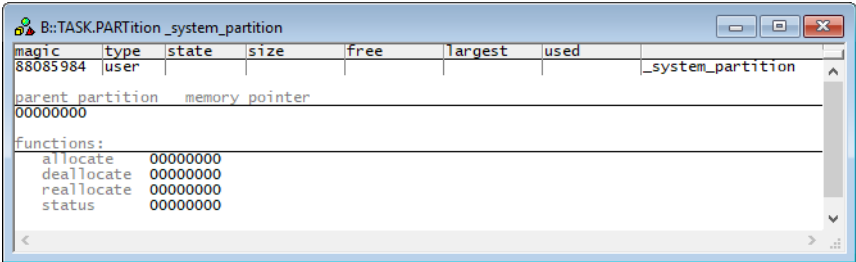 B::TASK.PARTition _system_partition
magic type state size free largest used
88085984 user _system_partition
parent partition memory pointer
00000000
functions:
allocate 00000000
deallocate 00000000
reallocate 00000000
status 00000000